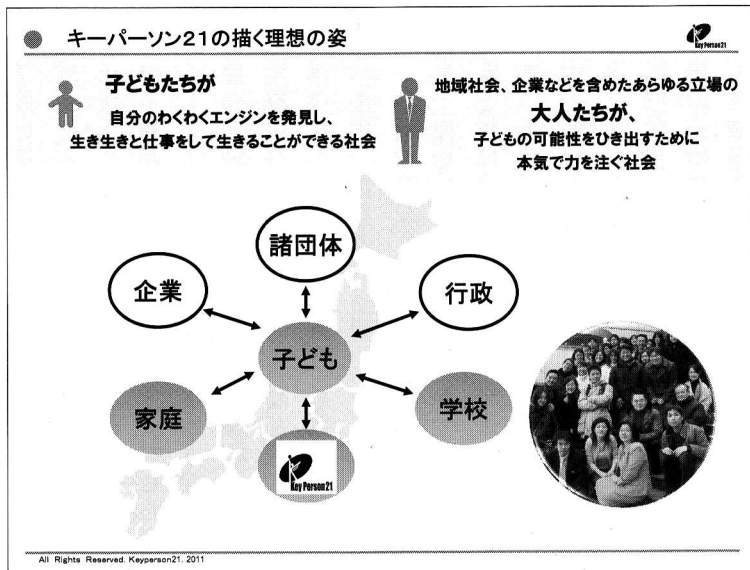 キーパーソン21の描く理想の姿
Key Person21
子どもたちが
自分のわくわくエンジンを発見し、
生き生きと仕事をして生きることができる社会
地域社会、企業などを含めたあらゆる立場の
大人たちが、
子どもの可能性をひき出すために
本気で力を注ぐ社会
諸団体
企業
行政
子ども
家庭
学校
Key Person21
All Rights Reserved. Keyperson21. 2011